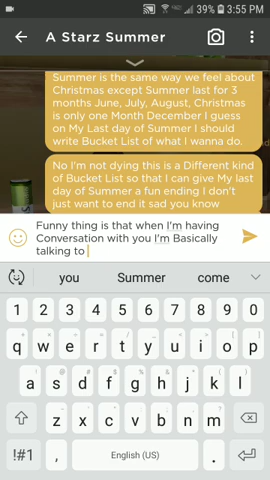 39% 3:55 PM
A Starz Summer
Summer is the same way we feel about
Christmas except Summer last for 3
months June, July, August, Christmas
is only one Month December I guess
on My Last day of Summer I should
write Bucket List of what I wanna do.
No I'm not dying this is a Different kind
of Bucket List so that I can give My last
day of Summer a fun ending I don't
just want to end it sad you know
Funny thing is that when I'm having
Conversation with you I'm Basically
talking to
you Summer come
1 2 3 4 5 6 7 8 9 0
q w e r t y u i o p
a s d f g h j k l
z x c v b n m
!#1 , English (US) .